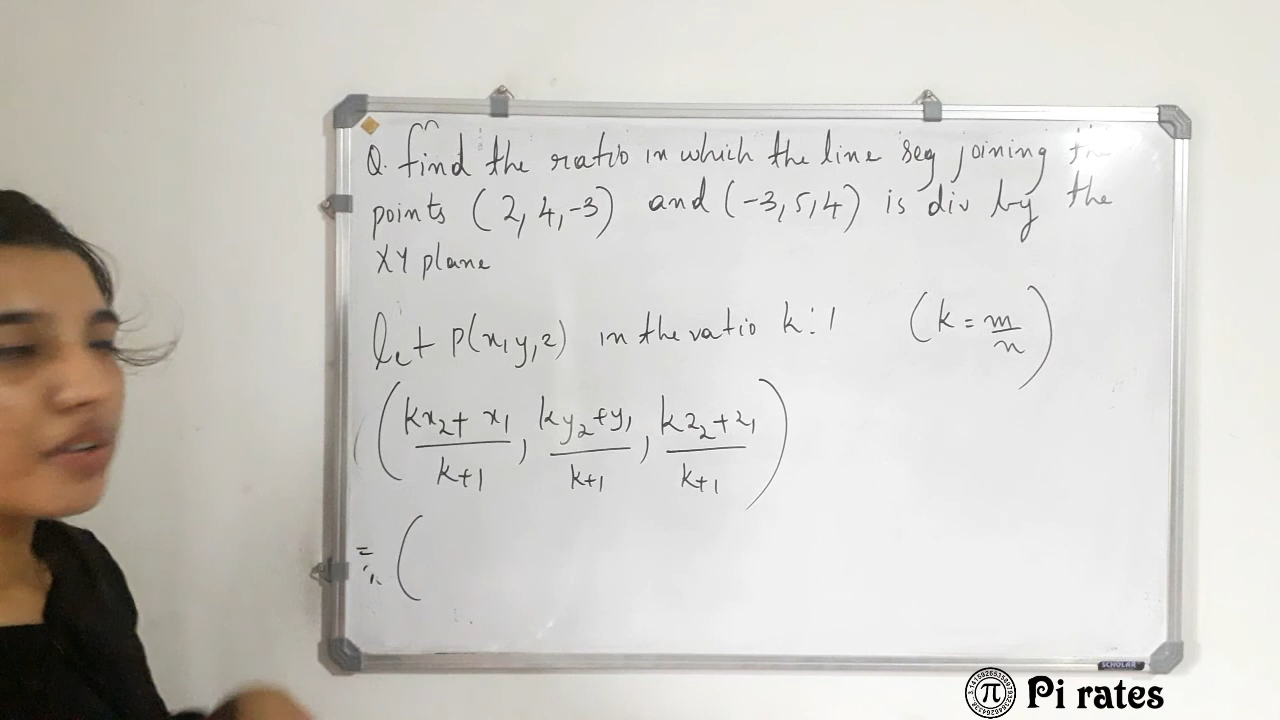 Q. find the ratio in which the line seg joining the
points (2, 4, -3) and (-3, 5, 4) is div by the
XY plane
let P(x, y, z) in the ratio k : 1 (k = m/n)
(kx₂ + x₁ / k+1, ky₂ + y₁ / k+1, kz₂ + z₁ / k+1)
= (
SCHOLAR
π Pi rates